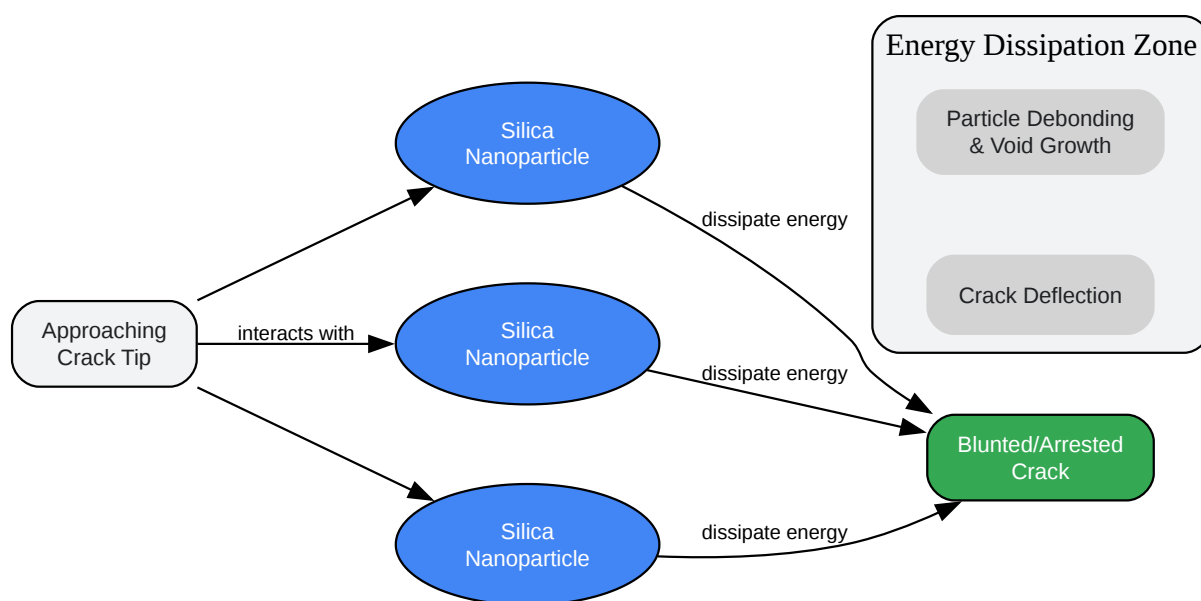 Energy Dissipation Zone
Particle Debonding
& Void Growth
Crack Deflection
Silica
Nanoparticle
dissipate energy
Approaching
Crack Tip
interacts with
Silica
Nanoparticle
dissipate energy
Blunted/Arrested
Crack
Silica
Nanoparticle
dissipate energy